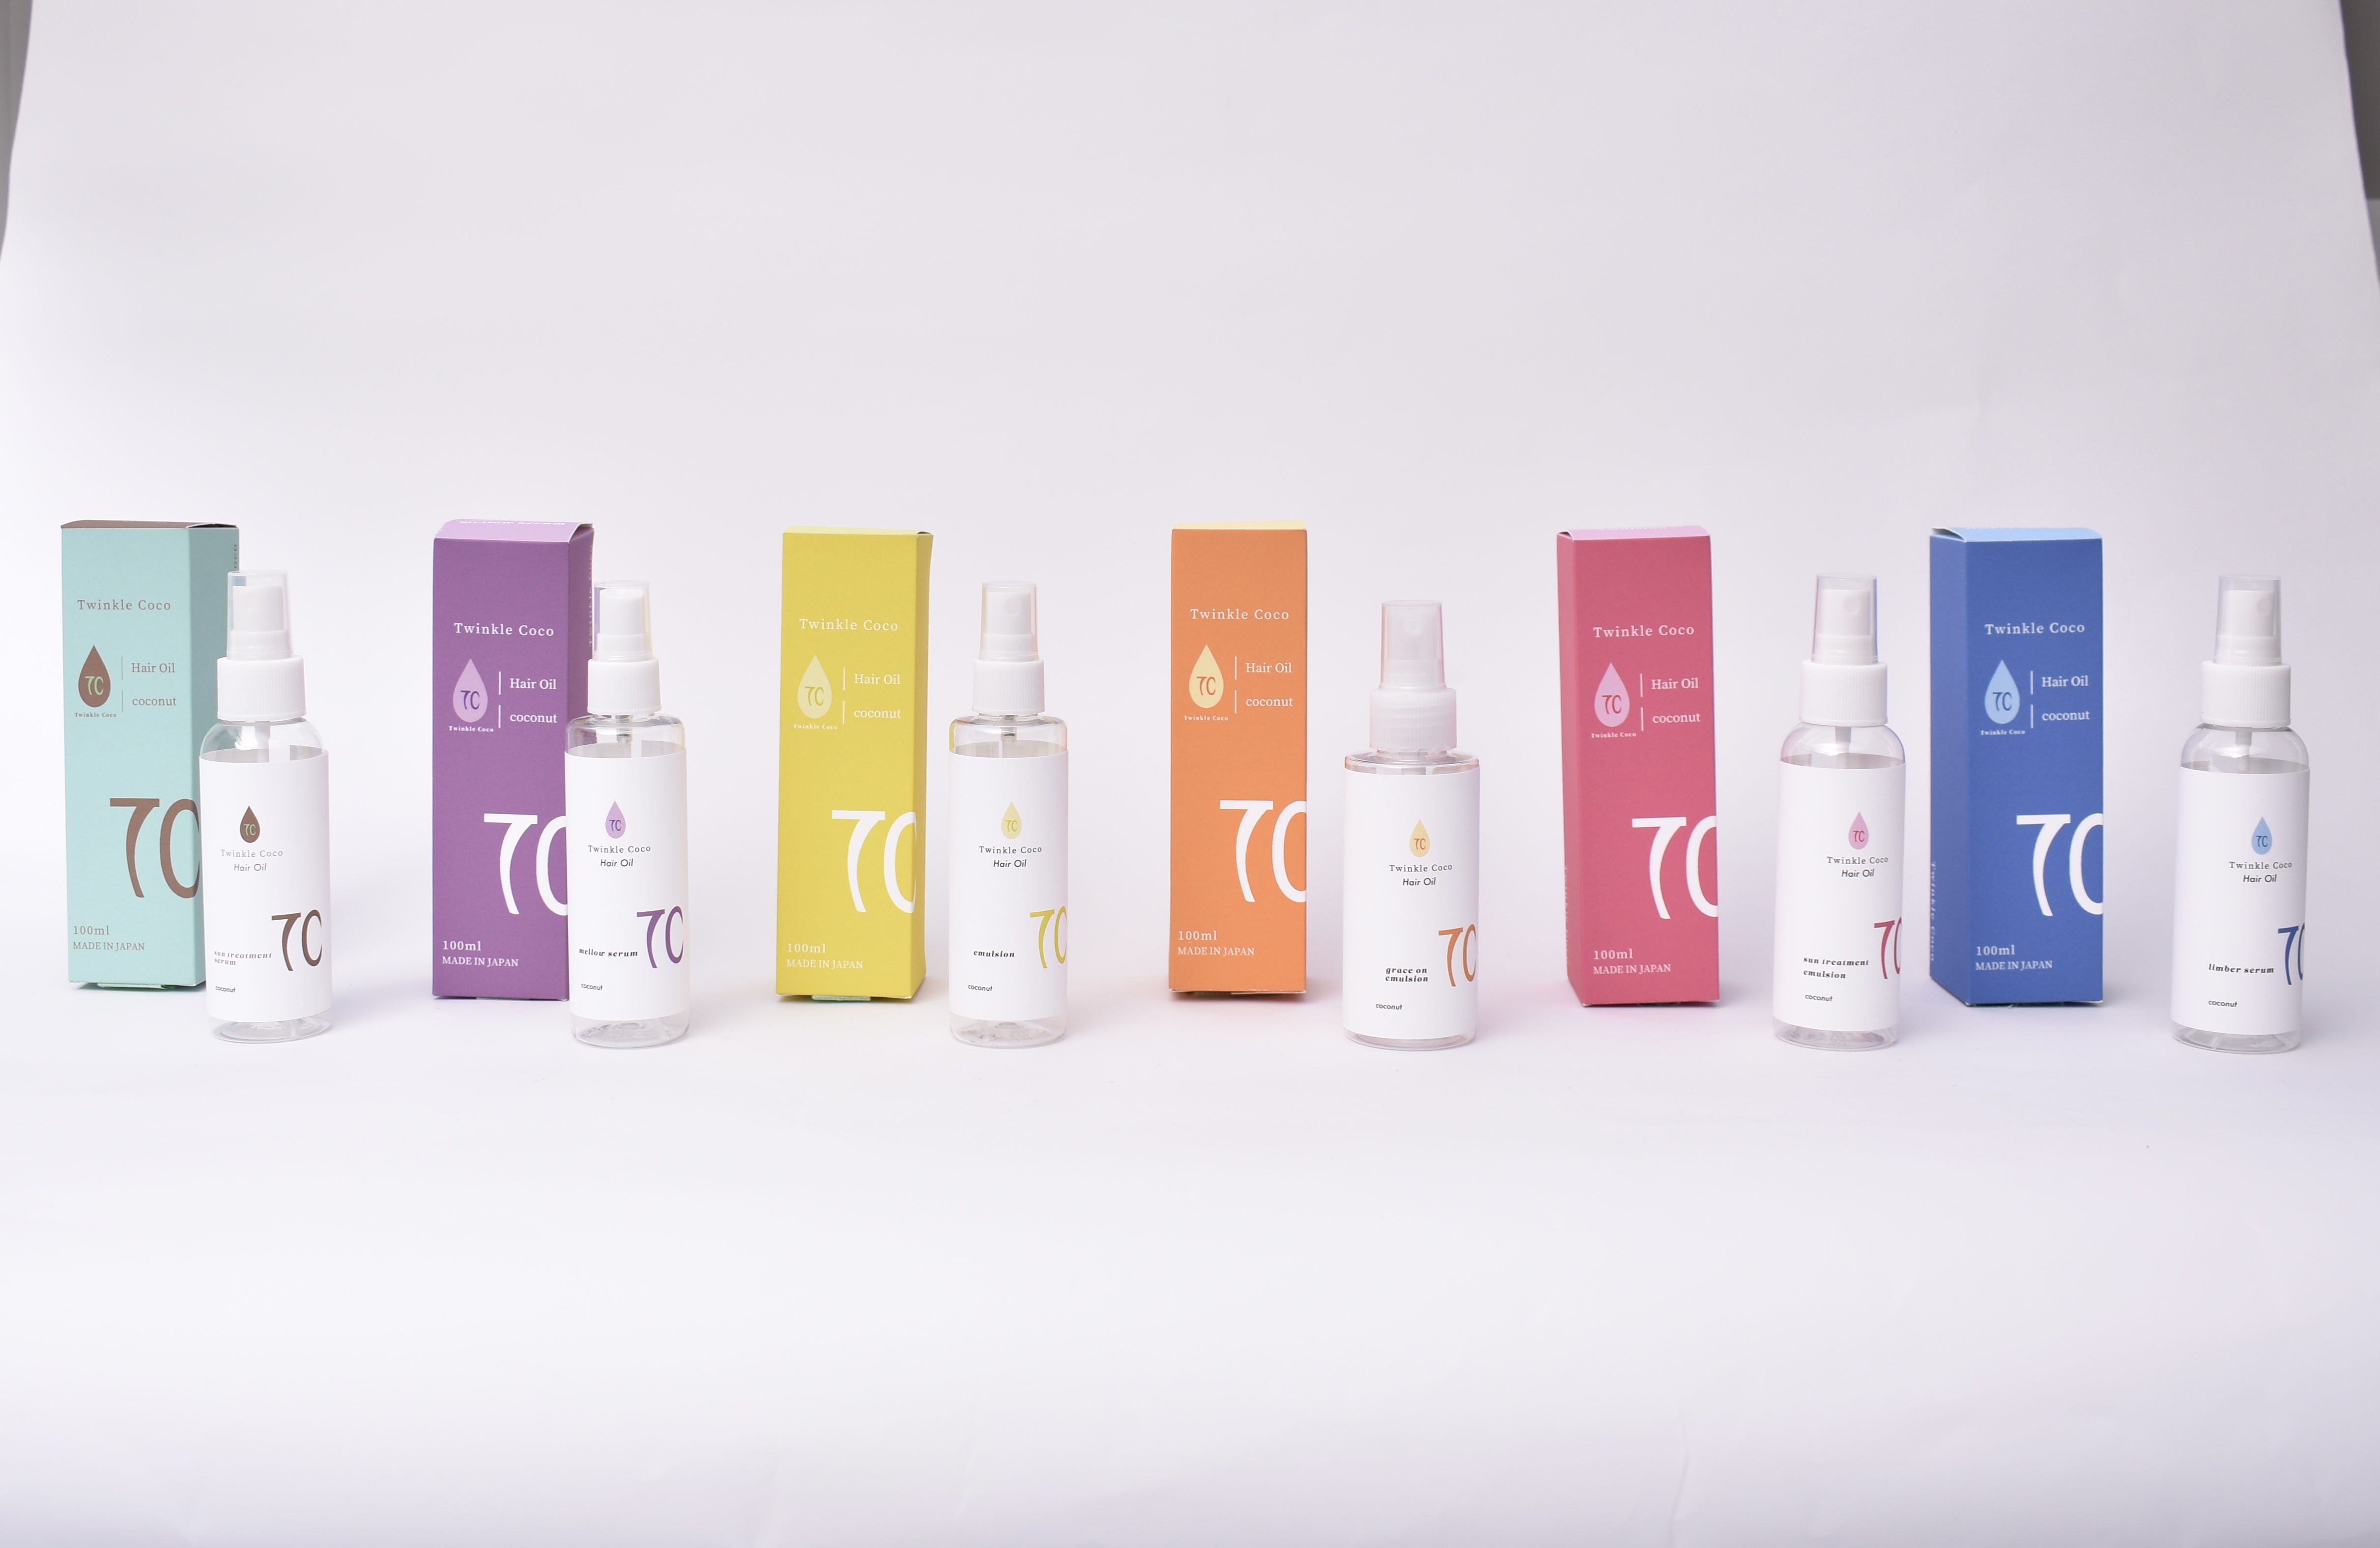 Twinkle Coco
TC
Hair Oil
coconut
Twinkle Coco
TC
100ml
MADE IN JAPAN
TC
Twinkle Coco
Hair Oil
TC
sun treatment
serum
coconut
Twinkle Coco
TC
Hair Oil
coconut
Twinkle Coco
TC
100ml
MADE IN JAPAN
TC
Twinkle Coco
Hair Oil
TC
mellow serum
coconut
Twinkle Coco
TC
Hair Oil
coconut
Twinkle Coco
TC
100ml
MADE IN JAPAN
TC
Twinkle Coco
Hair Oil
TC
emulsion
coconut
Twinkle Coco
TC
Hair Oil
coconut
Twinkle Coco
TC
100ml
MADE IN JAPAN
TC
Twinkle Coco
Hair Oil
TC
grace on
emulsion
coconut
Twinkle Coco
TC
Hair Oil
coconut
Twinkle Coco
TC
100ml
MADE IN JAPAN
TC
Twinkle Coco
Hair Oil
TC
sun treatment
emulsion
coconut
Twinkle Coco
TC
Hair Oil
coconut
Twinkle Coco
TC
100ml
MADE IN JAPAN
Twinkle Coco
TC
Twinkle Coco
Hair Oil
TC
limber serum
coconut